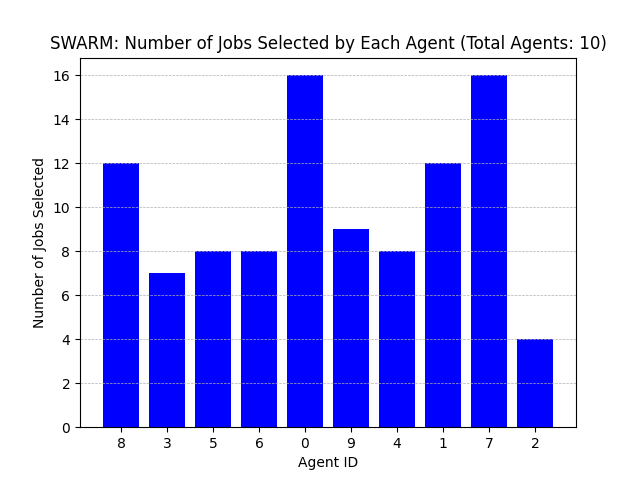 SWARM: Number of Jobs Selected by Each Agent (Total Agents: 10)
Number of Jobs Selected
16
14
12
10
8
6
4
2
0
8 3 5 6 0 9 4 1 7 2
Agent ID